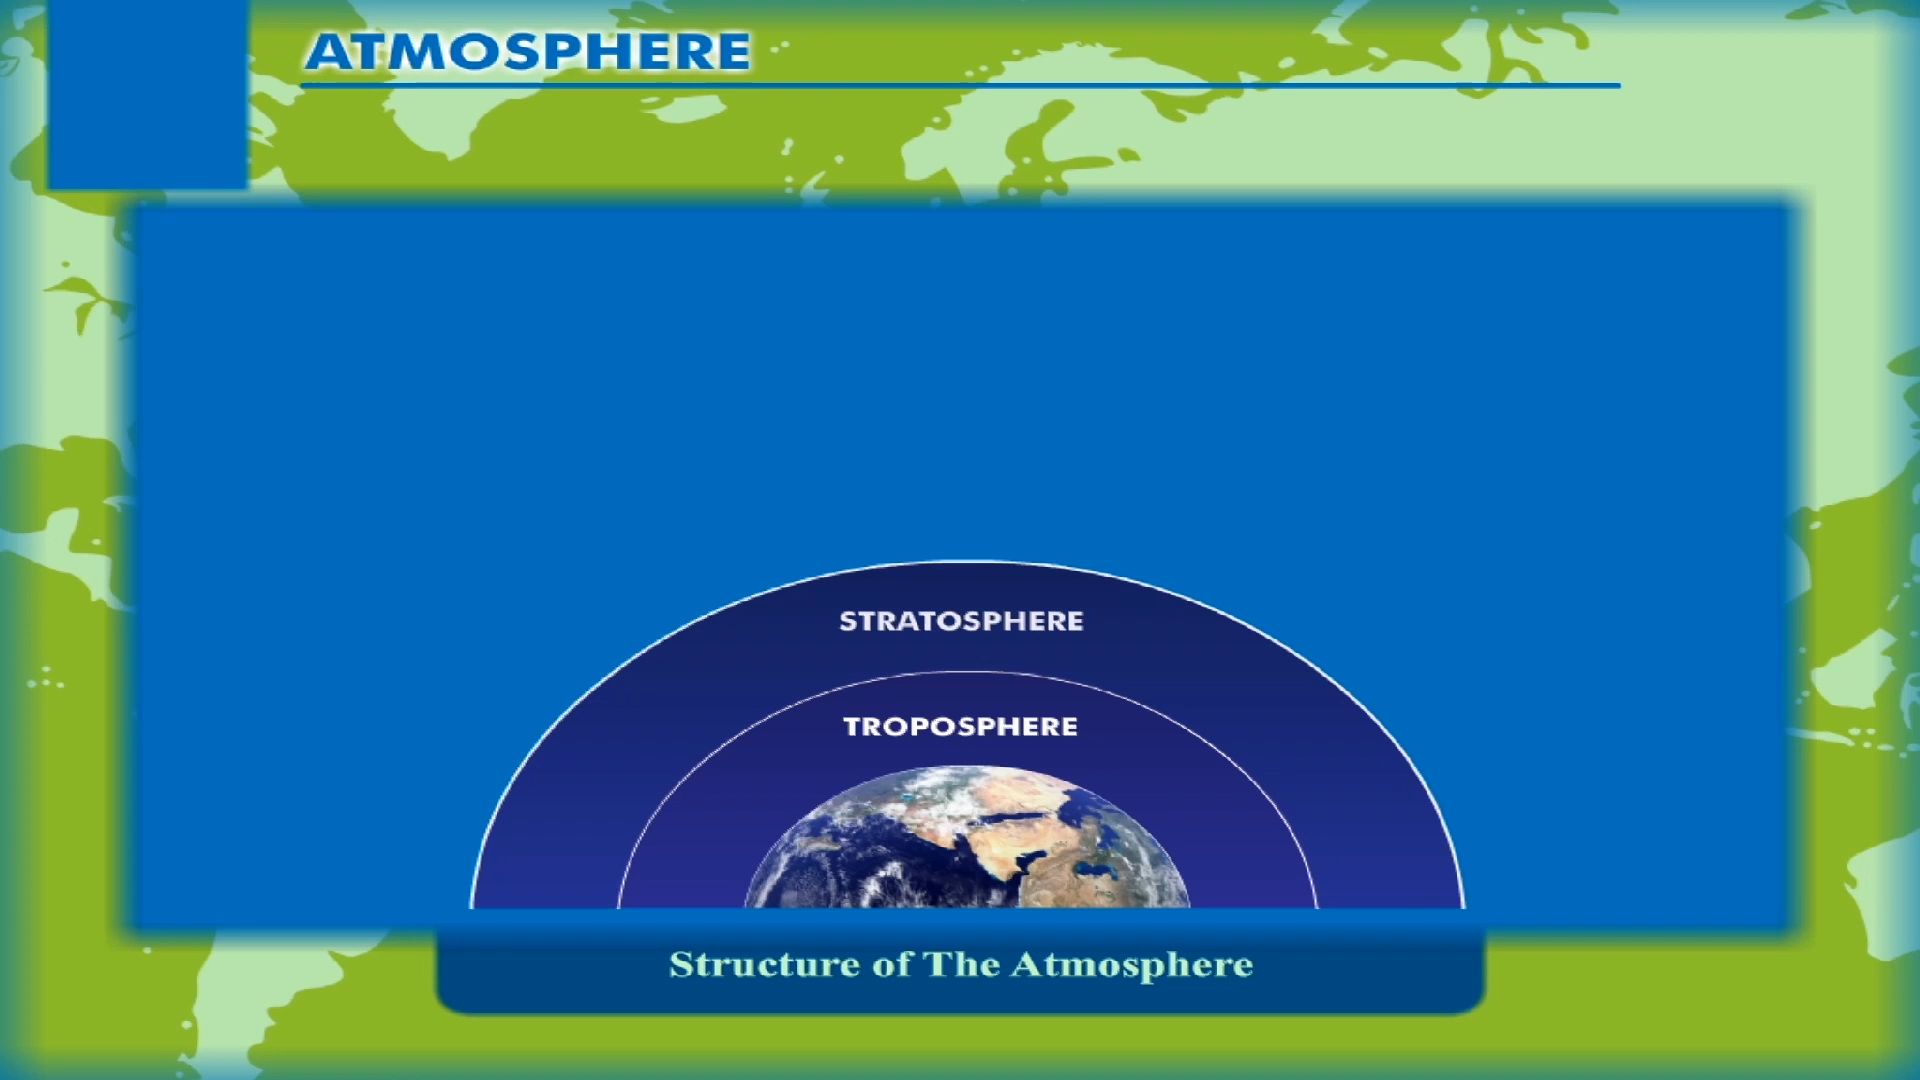 ATMOSPHERE
STRATOSPHERE
TROPOSPHERE
Structure of The Atmosphere